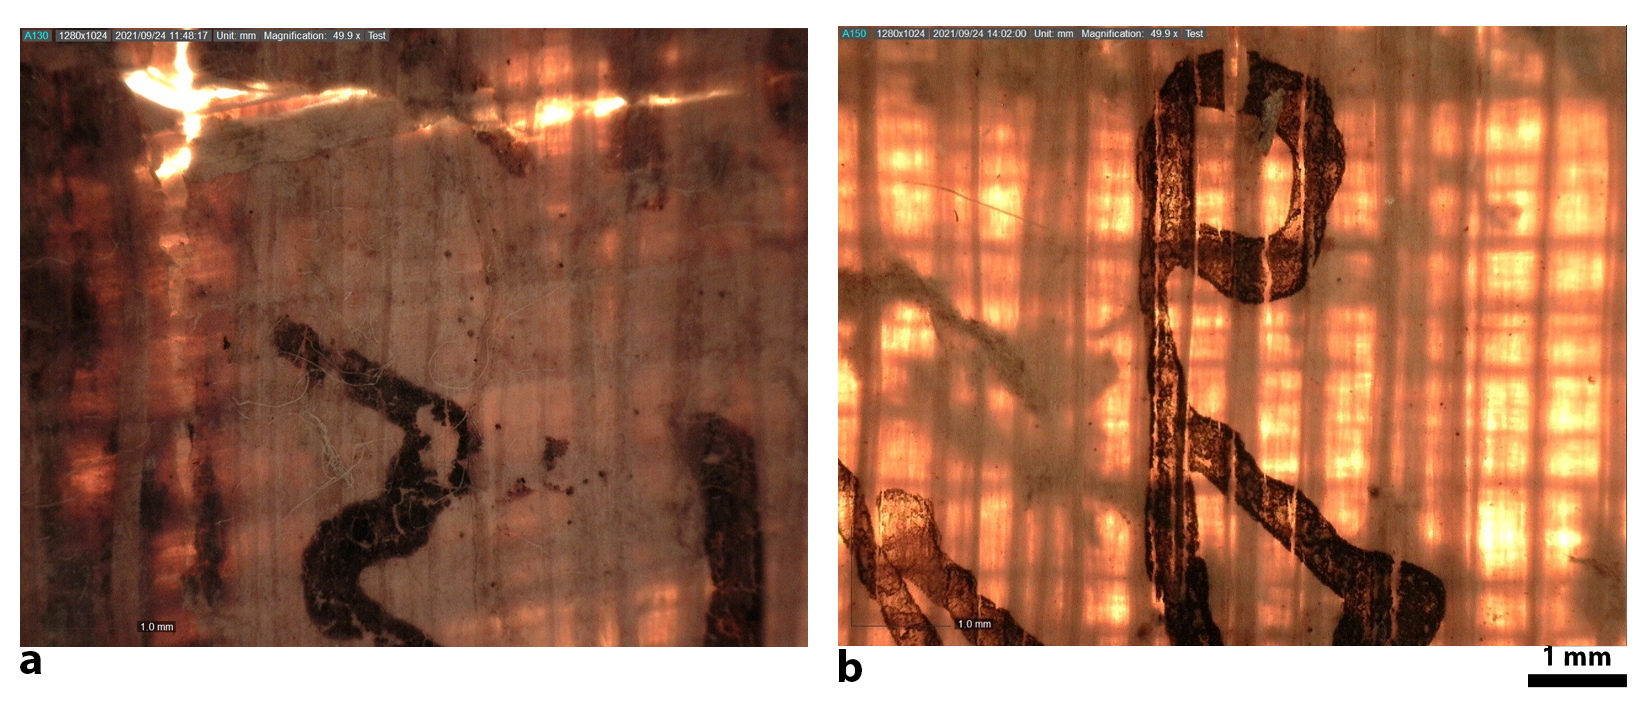 A130 1280x1024 2021/09/24 11:48:17 Unit: mm Magnification: 49.9 x Test
A150 1280x1024 2021/09/24 14:02:00 Unit: mm Magnification: 49.9 x Test
1.0 mm
1.0 mm
a
b
1 mm